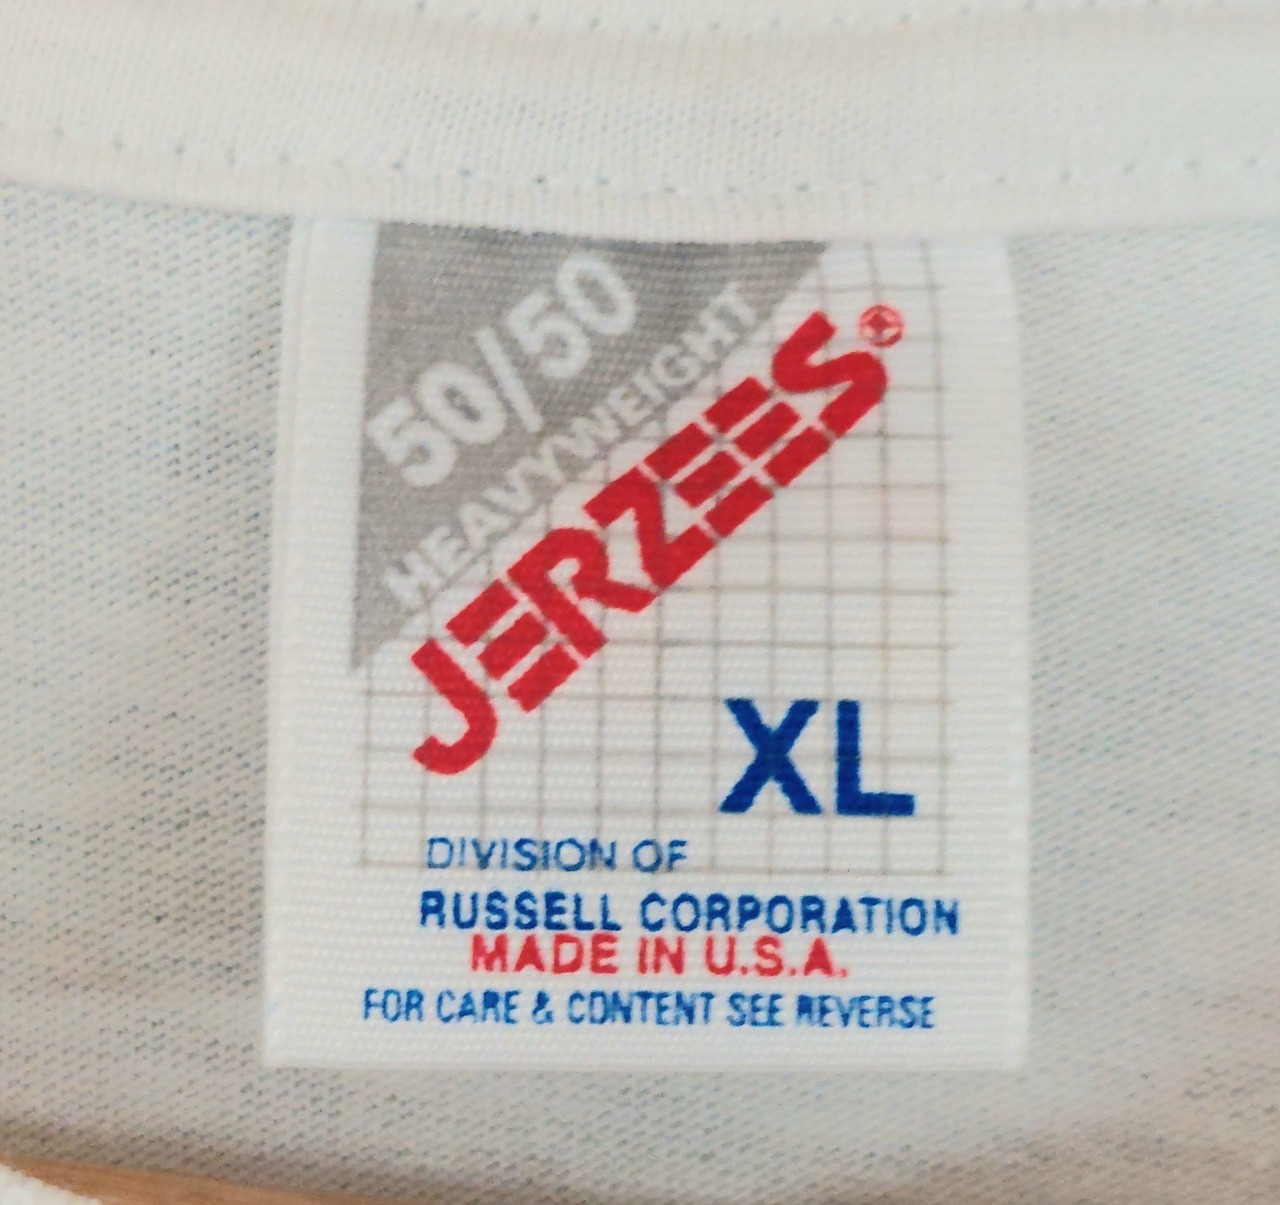 50/50
HEAVYWEIGHT
JERZEES®
XL
DIVISION OF
RUSSELL CORPORATION
MADE IN U.S.A.
FOR CARE & CONTENT SEE REVERSE